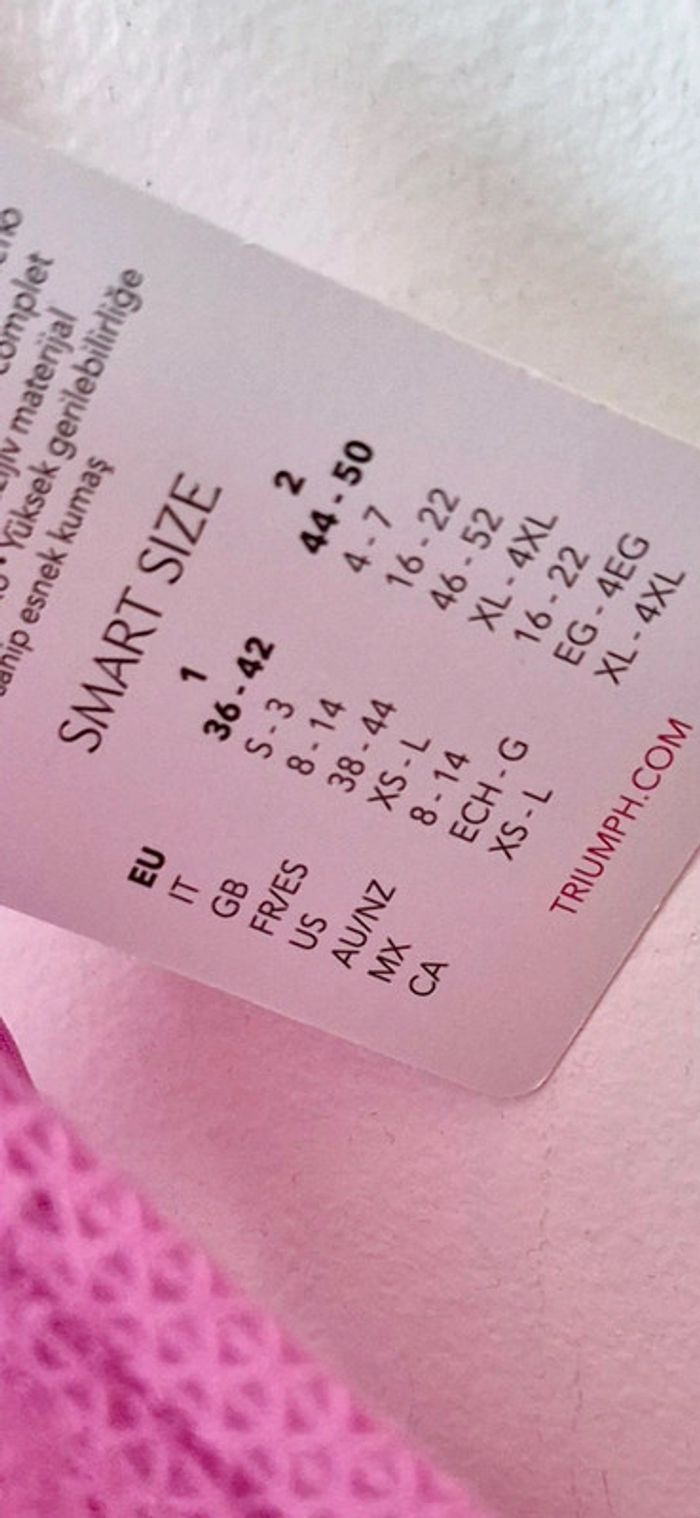 complet
materijal
Yüksek gerilebilirliğe
sahip esnek kumaş
SMART SIZE
1 2
EU 36 - 42 44 - 50
IT S - 3 4 - 7
GB 8 - 14 16 - 22
FR/ES 38 - 44 46 - 52
US XS - L XL - 4XL
AU/NZ 8 - 14 16 - 22
MX ECH - G EG - 4EG
CA XS - L XL - 4XL
TRIUMPH.COM